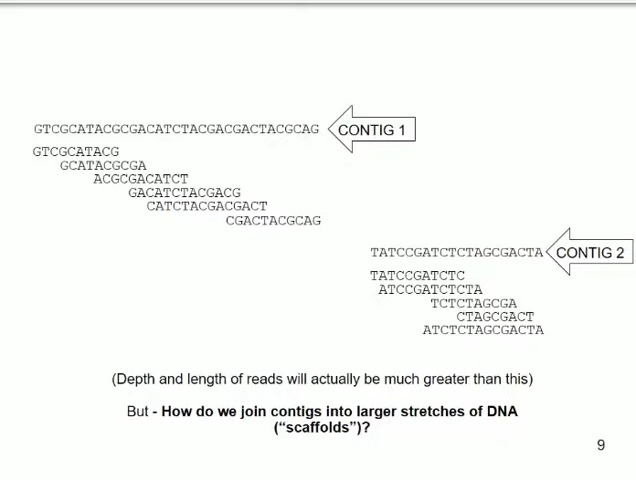 GTCGCATACGCGACATCTACGACGACTACGCAG
CONTIG 1
GTCGCATACG
GCATACGCGA
ACGCGACATCT
GACATCTACGACG
CATCTACGACGACT
CGACTACGCAG
TATCCGATCTCTAGCGACTA
CONTIG 2
TATCCGATCTC
ATCCGATCTCTA
TCTCTAGCGA
CTAGCGACT
ATCTCTAGCGACTA
(Depth and length of reads will actually be much greater than this)
But - How do we join contigs into larger stretches of DNA
(“scaffolds”)?
9